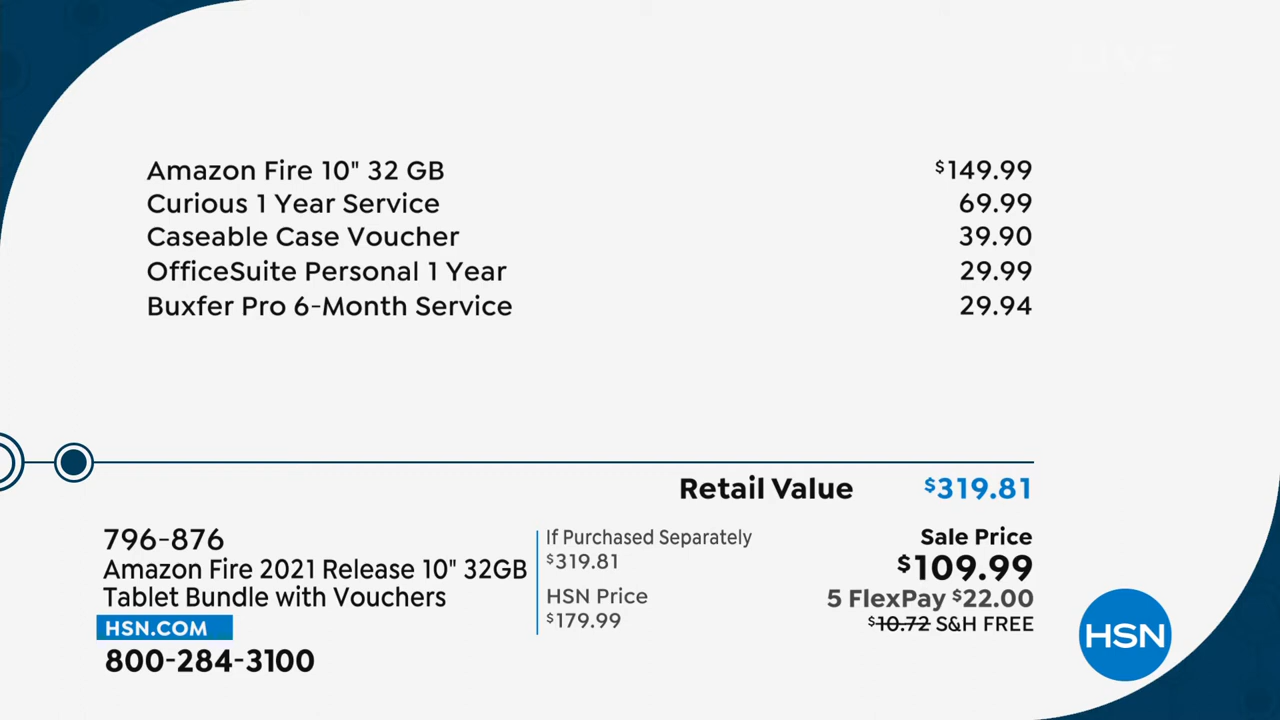 Amazon Fire 10" 32 GB $149.99
Curious 1 Year Service 69.99
Caseable Case Voucher 39.90
OfficeSuite Personal 1 Year 29.99
Buxfer Pro 6-Month Service 29.94
Retail Value $319.81
796-876
Amazon Fire 2021 Release 10" 32GB
Tablet Bundle with Vouchers
HSN.COM
800-284-3100
If Purchased Separately
$319.81
HSN Price
$179.99
Sale Price
$109.99
5 FlexPay $22.00
$10.72 S&H FREE
HSN